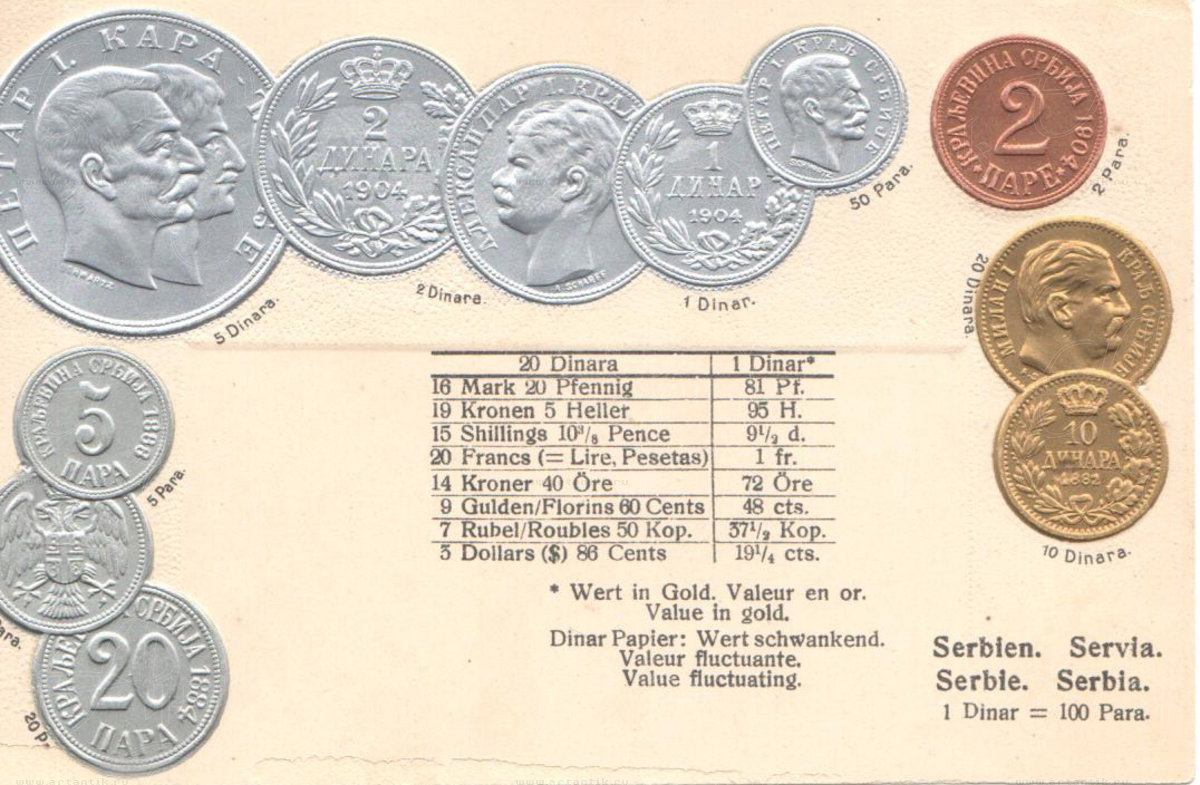 ПЕТАР I. КАРА-
2
ДИНАРА
1904
АЛЕКСАНДАР I. КРАЉ
1
ДИНАР
1904
ПЕТАР I. КРАЉ СРБИЈЕ
КРАЉЕВИНА СРБИЈА 1904
2
ПАРЕ
5 Dinara.
2 Dinara.
1 Dinar.
50 Para.
2 Para.
МИЛАН I КРАЉ СРБИЈЕ
20 Dinara.
10
ДИНАРА
1882
10 Dinara.
КРАЉЕВИНА СРБИЈА 1888
5
ПАРА
5 Para.
СРБИЈА 1884
20
ПАРА
20 Dinara 1 Dinar*
16 Mark 20 Pfennig 81 Pf.
19 Kronen 5 Heller 95 H.
15 Shillings 10³/₈ Pence 9¹/₂ d.
20 Francs (= Lire, Pesetas) 1 fr.
14 Kroner 40 Öre 72 Öre
9 Gulden/Florins 60 Cents 48 cts.
7 Rubel/Roubles 50 Kop. 37¹/₂ Kop.
3 Dollars ($) 86 Cents 19¹/₄ cts.
* Wert in Gold. Valeur en or.
Value in gold.
Dinar Papier: Wert schwankend.
Valeur fluctuante.
Value fluctuating.
Serbien. Servia.
Serbie. Serbia.
1 Dinar = 100 Para.